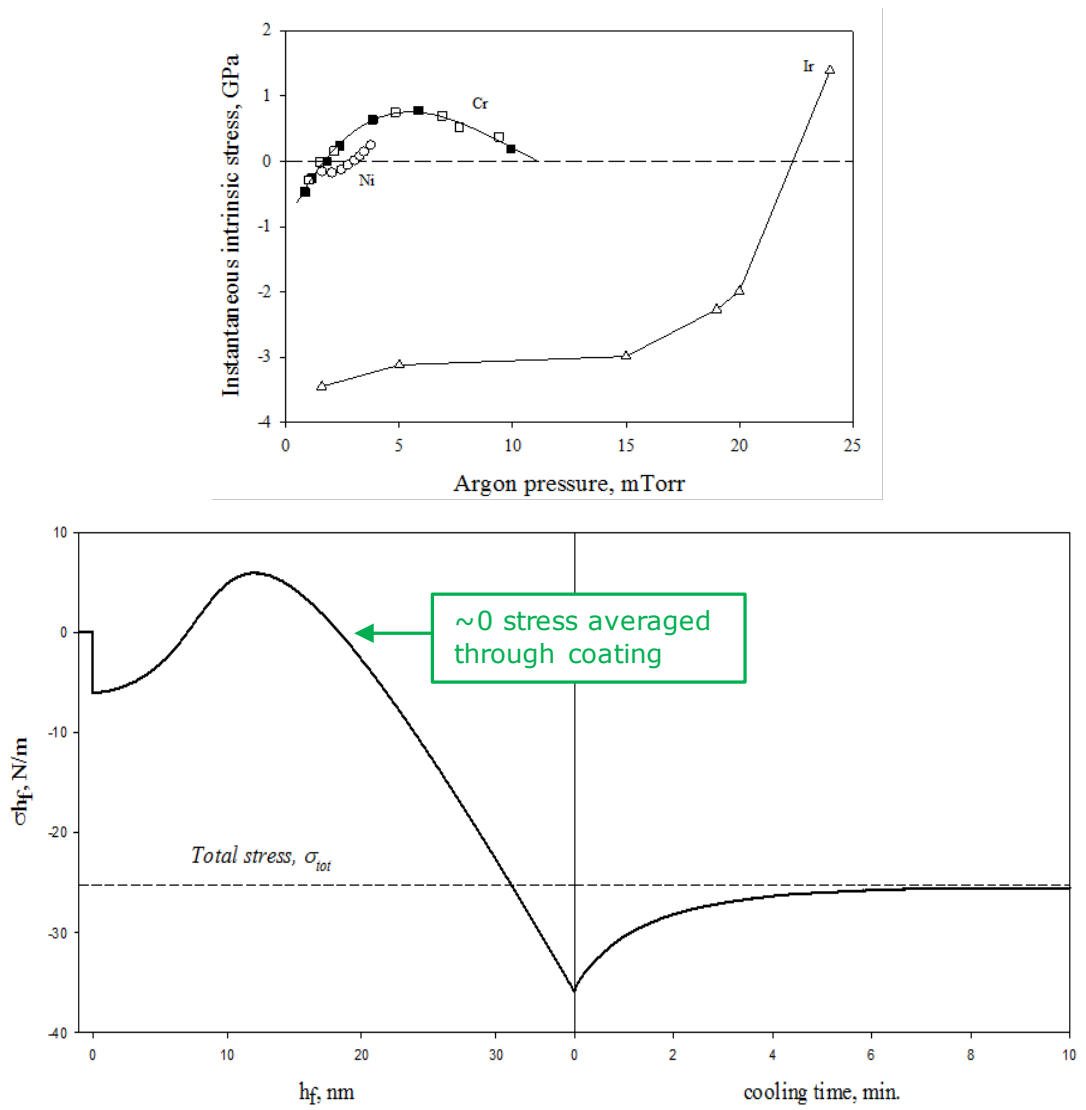 Instantaneous intrinsic stress, GPa
2
1
0
-1
-2
-3
-4
Cr
Ni
Ir
0 5 10 15 20 25
Argon pressure, mTorr
σhf, N/m
10
0
-10
-20
-30
-40
~0 stress averaged
through coating
Total stress, σtot
0 10 20 30 0 2 4 6 8 10
hf, nm cooling time, min.